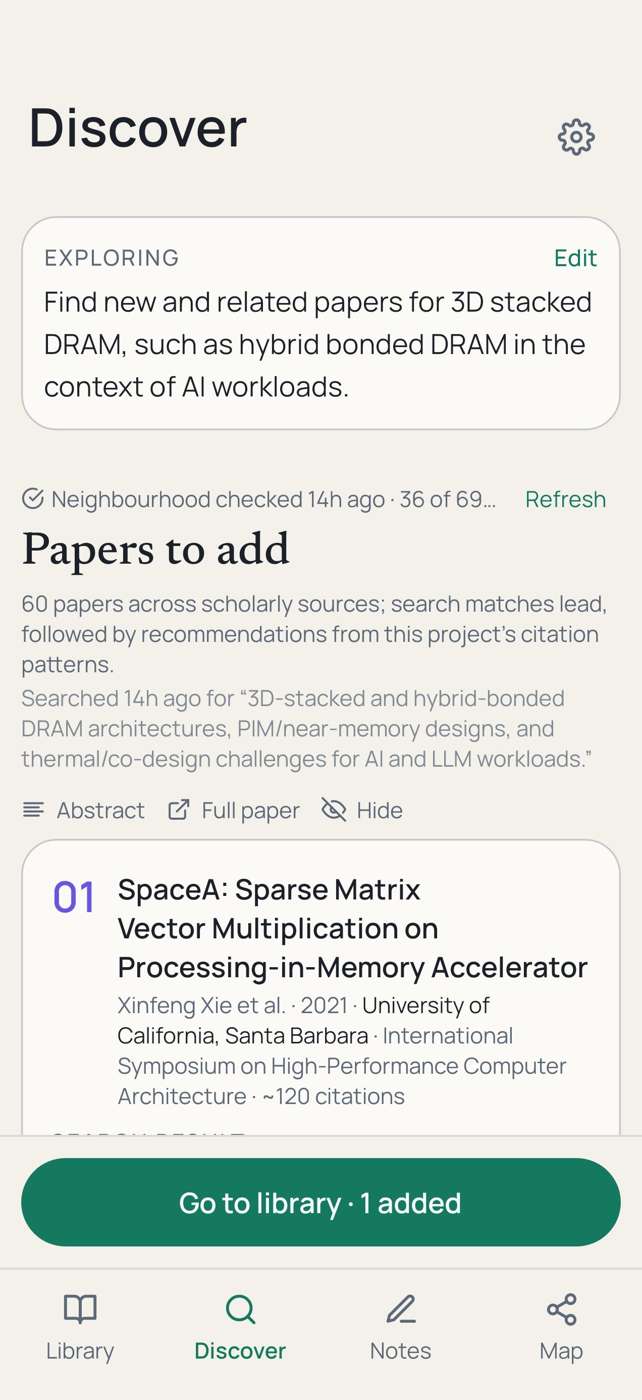 Discover
EXPLORING
Edit
Find new and related papers for 3D stacked
DRAM, such as hybrid bonded DRAM in the
context of AI workloads.
Neighbourhood checked 14h ago · 36 of 69…
Refresh
Papers to add
60 papers across scholarly sources; search matches lead,
followed by recommendations from this project's citation
patterns.
Searched 14h ago for “3D-stacked and hybrid-bonded
DRAM architectures, PIM/near-memory designs, and
thermal/co-design challenges for AI and LLM workloads.”
Abstract
Full paper
Hide
01
SpaceA: Sparse Matrix
Vector Multiplication on
Processing-in-Memory Accelerator
Xinfeng Xie et al. · 2021 · University of
California, Santa Barbara · International
Symposium on High-Performance Computer
Architecture · ~120 citations
Go to library · 1 added
Library
Discover
Notes
Map